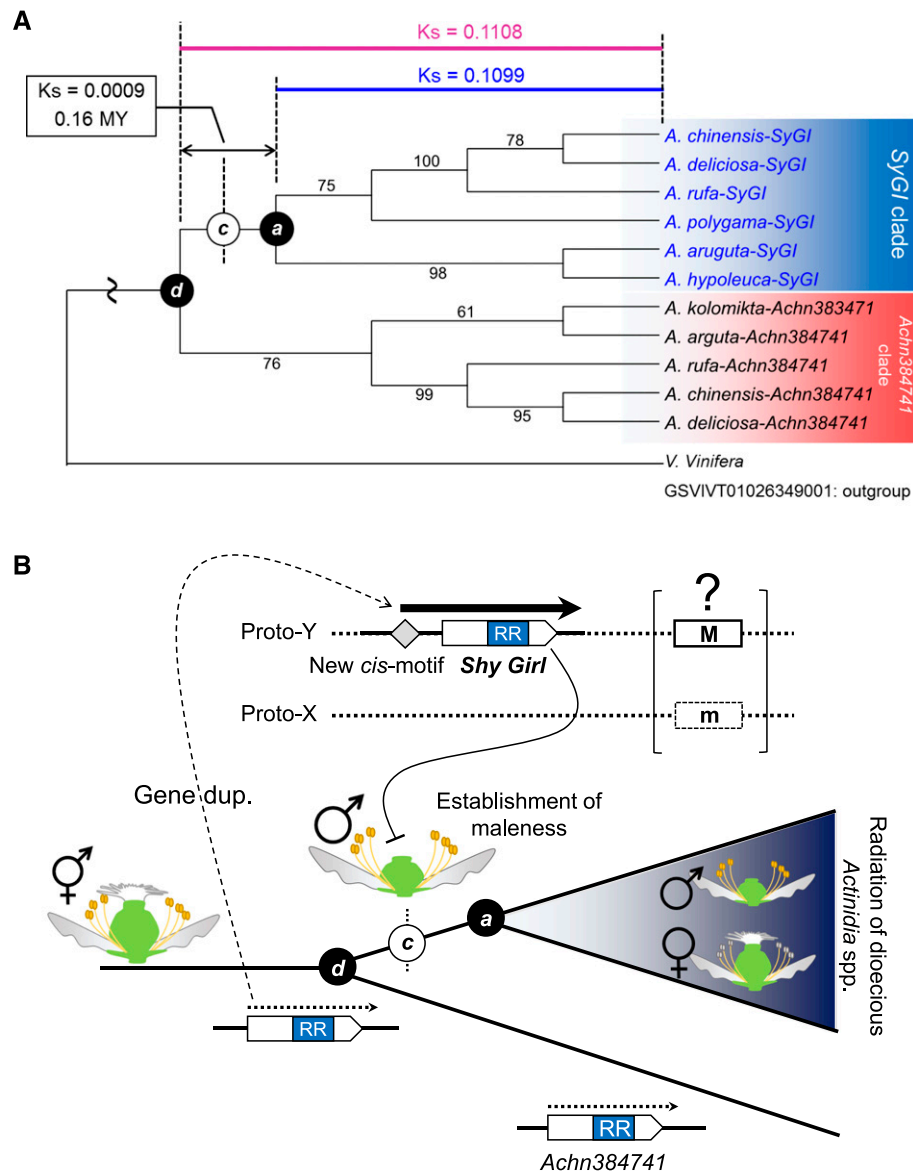 A
Ks = 0.1108
Ks = 0.1099
Ks = 0.0009
0.16 MY
78
100
75
98
61
76
99
95
d
c
a
A. chinensis-SyGI
A. deliciosa-SyGI
A. rufa-SyGI
A. polygama-SyGI
A. aruguta-SyGI
A. hypoleuca-SyGI
SyGI clade
A. kolomikta-Achn383471
A. arguta-Achn384741
A. rufa-Achn384741
A. chinensis-Achn384741
A. deliciosa-Achn384741
Achn384741
clade
V. Vinifera
GSVIVT01026349001: outgroup
B
?
Proto-Y
RR
M
New cis-motif
Shy Girl
Proto-X
m
Gene dup.
Establishment of
maleness
Radiation of dioecious
Actinidia spp.
d
c
a
RR
RR
Achn384741